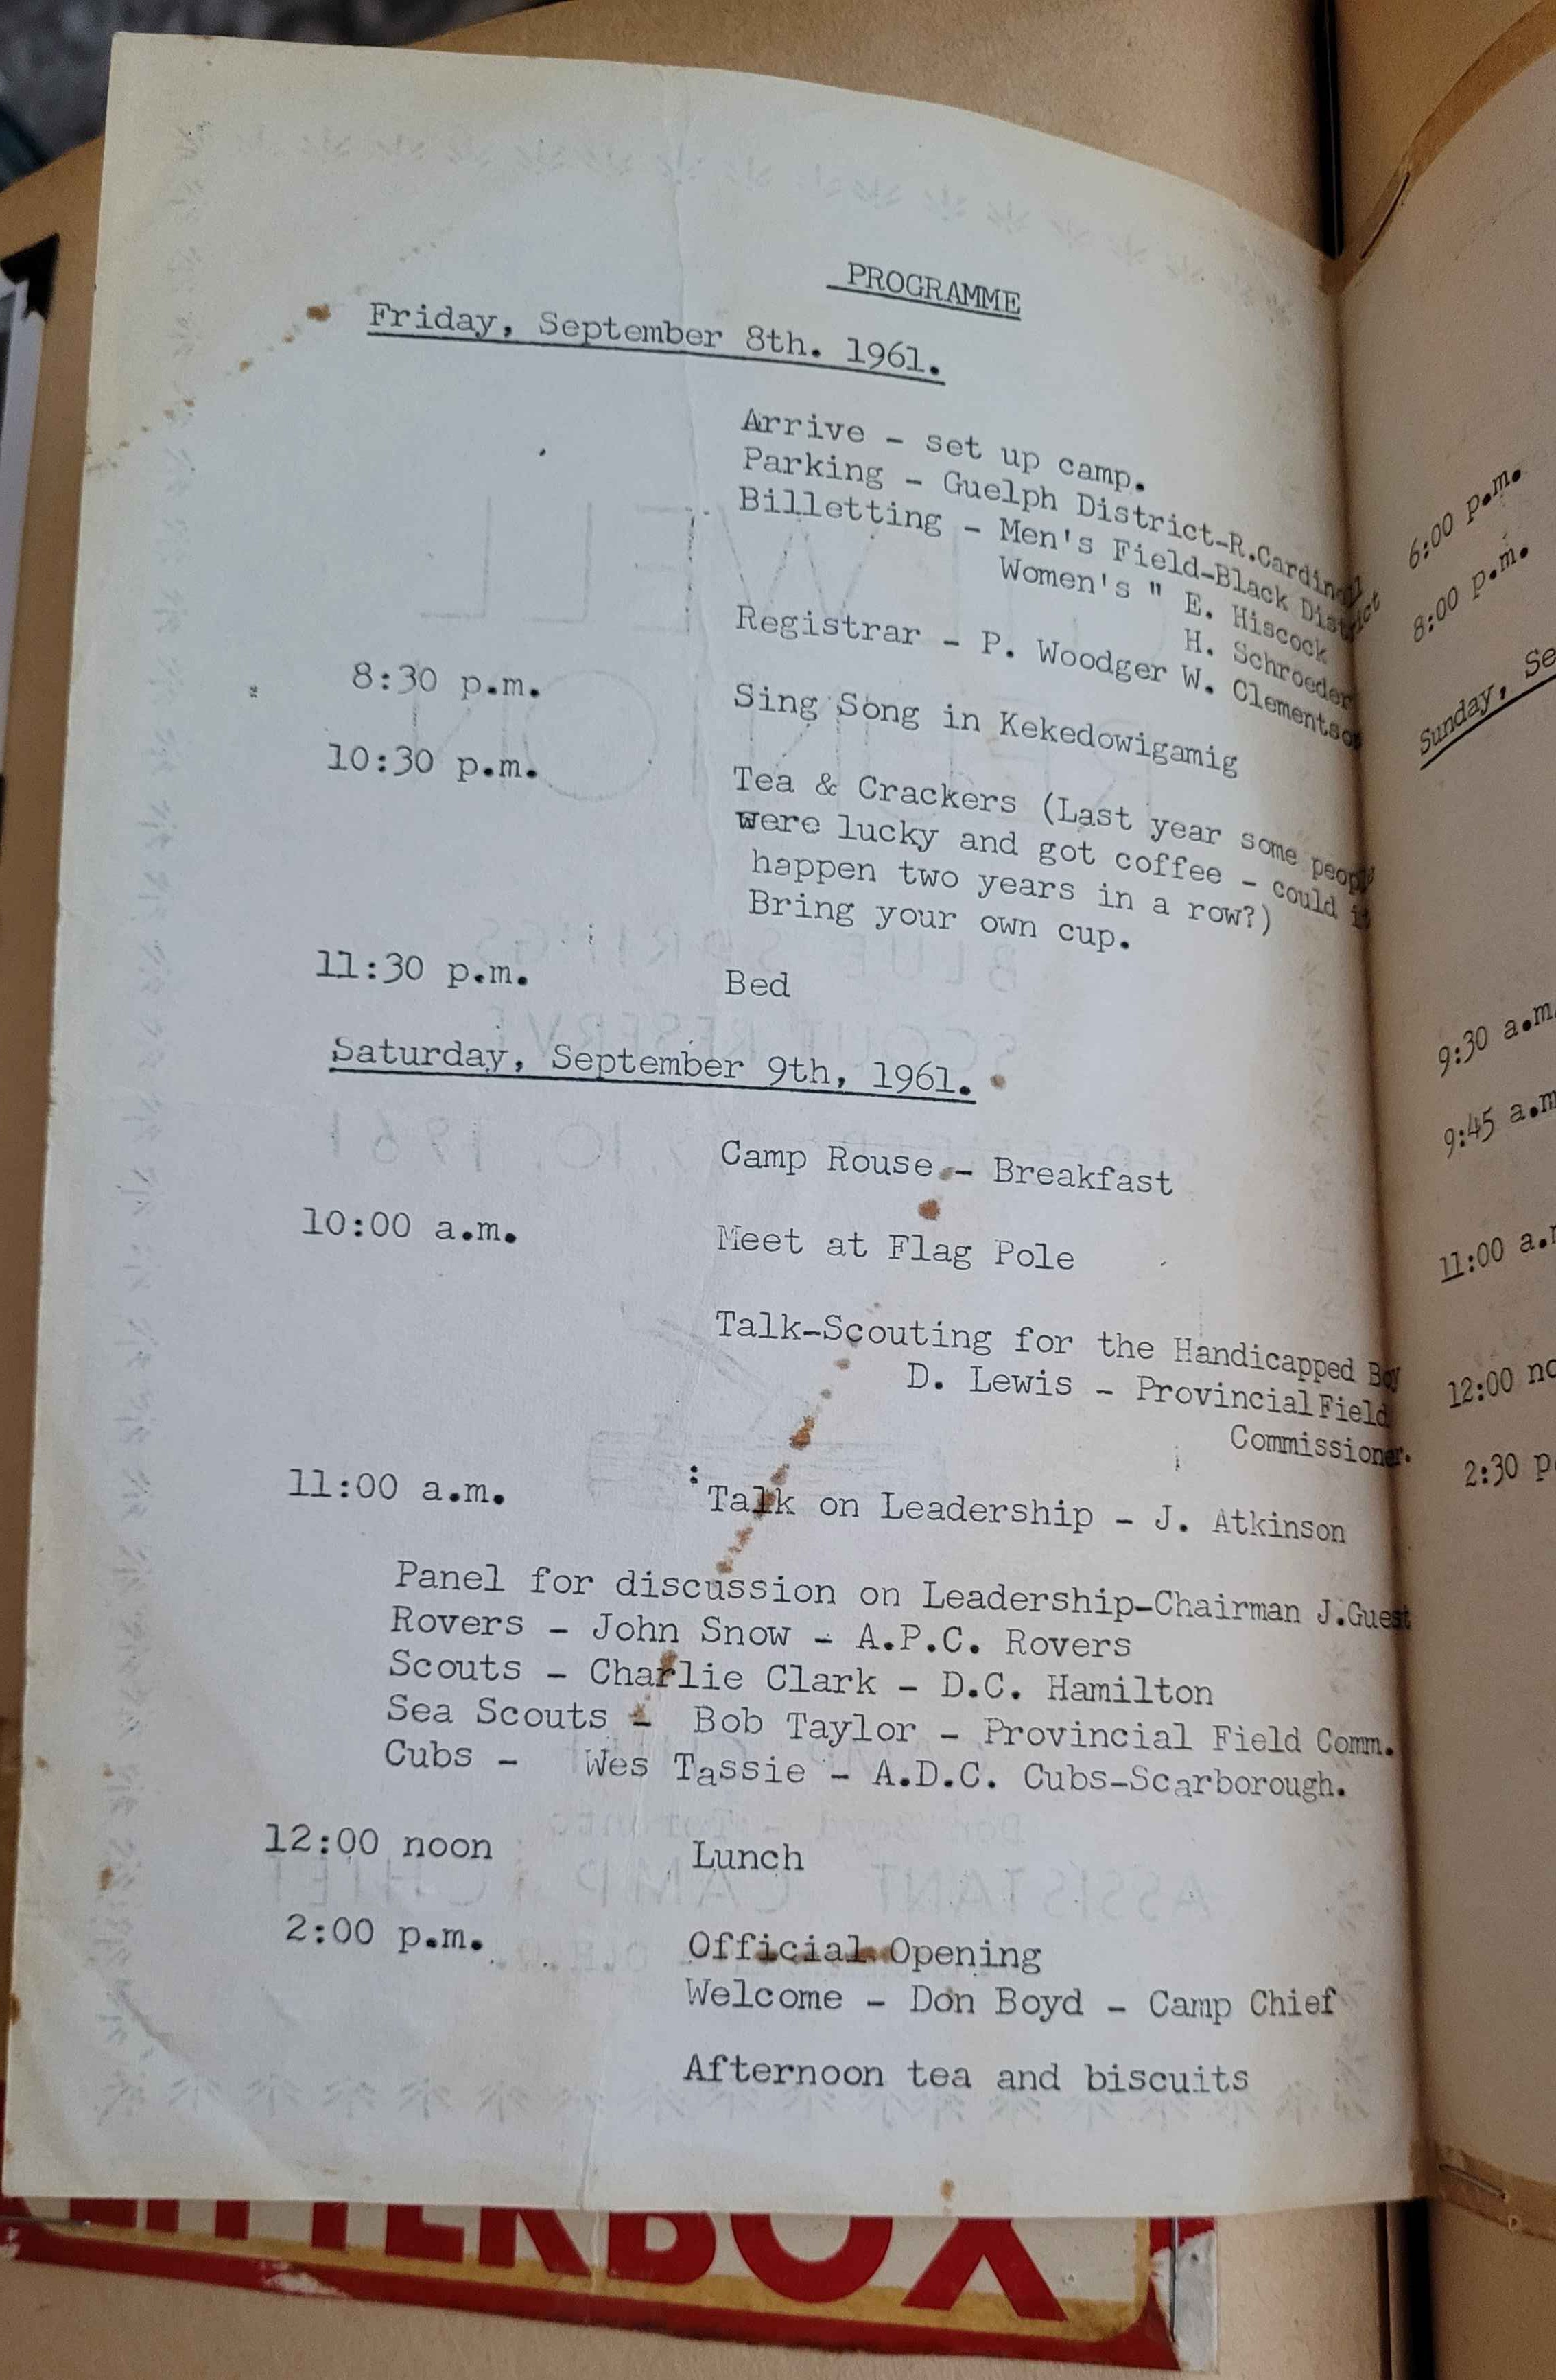 PROGRAMME
Friday, September 8th. 1961.
Arrive - set up camp.
Parking - Guelph District-R.Cardinall
Billetting - Men's Field-Black District
Women's " E. Hiscock
H. Schroeder
Registrar - P. Woodger W. Clementson
8:30 p.m. Sing Song in Kekedowigamig
10:30 p.m. Tea & Crackers (Last year some people
were lucky and got coffee - could it
happen two years in a row?)
Bring your own cup.
11:30 p.m. Bed
Saturday, September 9th, 1961.
Camp Rouse - Breakfast
10:00 a.m. Meet at Flag Pole
Talk-Scouting for the Handicapped Boy
D. Lewis - Provincial Field
Commissioner.
11:00 a.m. : Talk on Leadership - J. Atkinson
Panel for discussion on Leadership-Chairman J.Guest
Rovers - John Snow - A.P.C. Rovers
Scouts - Charlie Clark - D.C. Hamilton
Sea Scouts - Bob Taylor - Provincial Field Comm.
Cubs - Wes Tassie - A.D.C. Cubs-Scarborough.
12:00 noon Lunch
2:00 p.m. Official Opening
Welcome - Don Boyd - Camp Chief
Afternoon tea and biscuits
6:00 p.m.
8:00 p.m.
Sunday, Se
9:30 a.m.
9:45 a.m
11:00 a.m
12:00 no
2:30 p.
TTERBOX